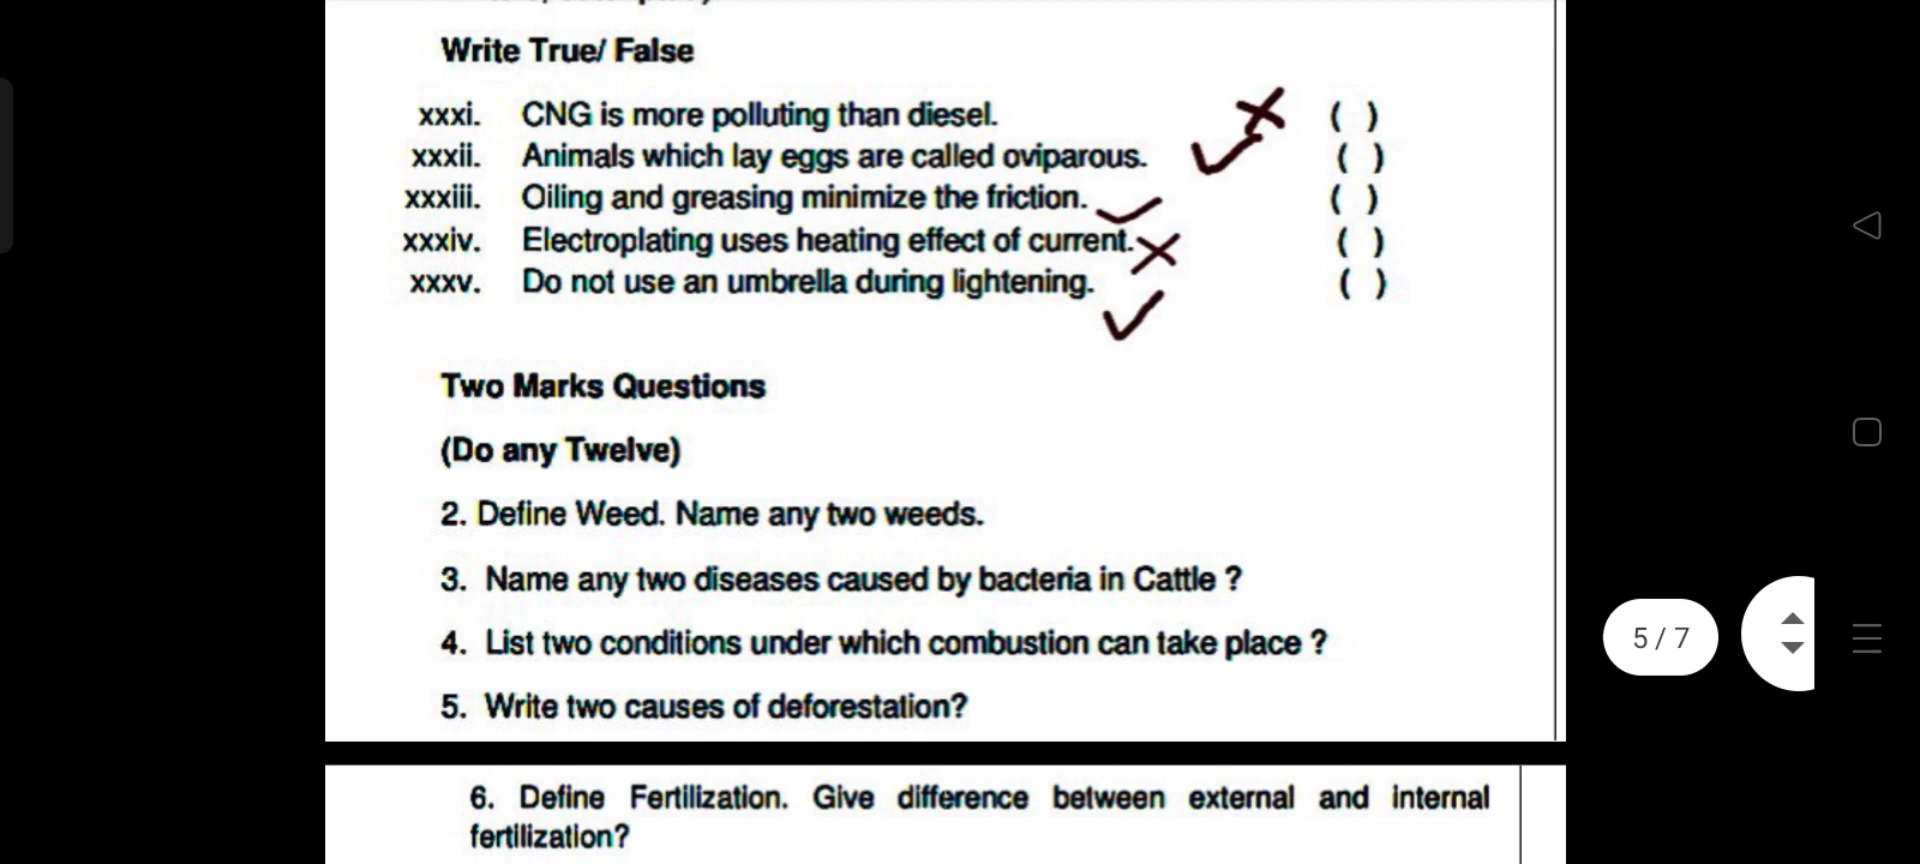 Write True/ False
xxxi. CNG is more polluting than diesel. ( )
xxxii. Animals which lay eggs are called oviparous. ( )
xxxiii. Oiling and greasing minimize the friction. ( )
xxxiv. Electroplating uses heating effect of current. ( )
xxxv. Do not use an umbrella during lightening. ( )
Two Marks Questions
(Do any Twelve)
2. Define Weed. Name any two weeds.
3. Name any two diseases caused by bacteria in Cattle ?
4. List two conditions under which combustion can take place ?
5. Write two causes of deforestation?
5 / 7
6. Define Fertilization. Give difference between external and internal
fertilization?